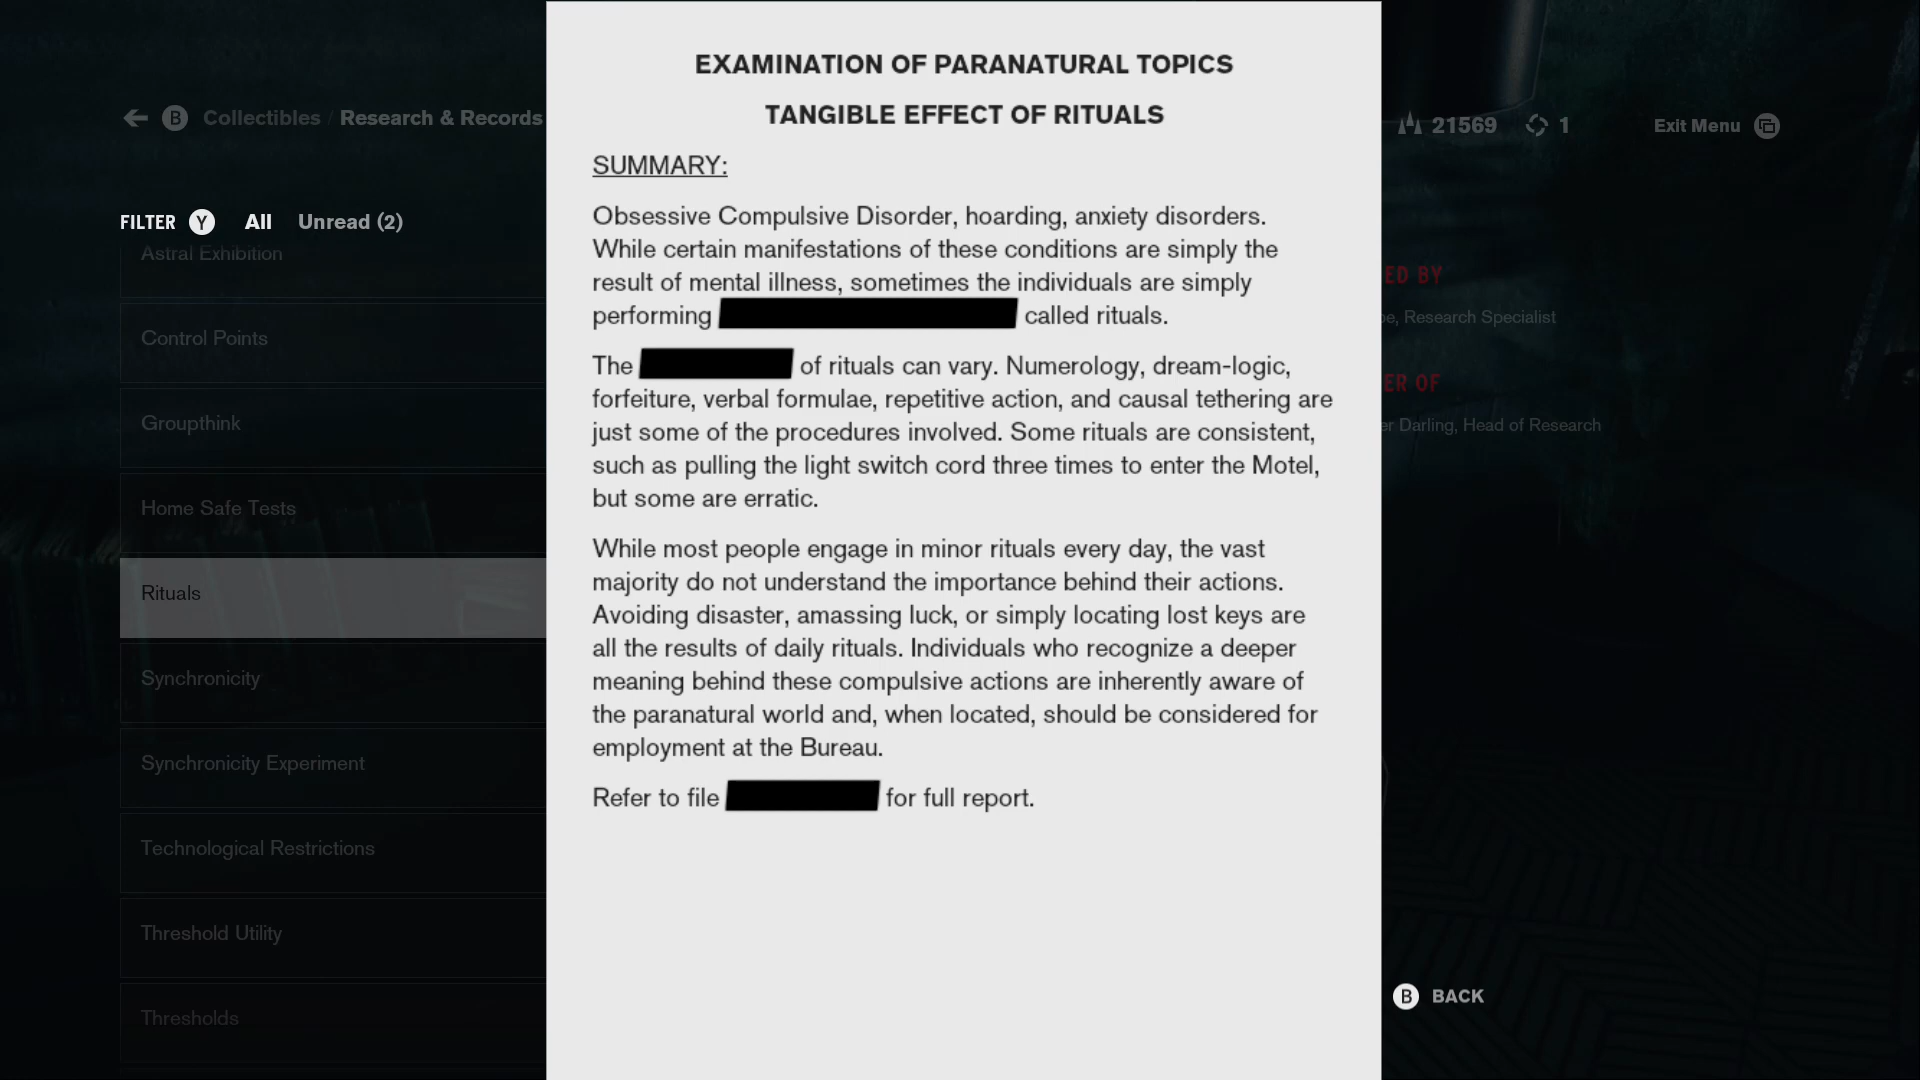 EXAMINATION OF PARANATURAL TOPICS
TANGIBLE EFFECT OF RITUALS
SUMMARY:
Obsessive Compulsive Disorder, hoarding, anxiety disorders.
While certain manifestations of these conditions are simply the
result of mental illness, sometimes the individuals are simply
performing called rituals.
The of rituals can vary. Numerology, dream-logic,
forfeiture, verbal formulae, repetitive action, and causal tethering are
just some of the procedures involved. Some rituals are consistent,
such as pulling the light switch cord three times to enter the Motel,
but some are erratic.
While most people engage in minor rituals every day, the vast
majority do not understand the importance behind their actions.
Avoiding disaster, amassing luck, or simply locating lost keys are
all the results of daily rituals. Individuals who recognize a deeper
meaning behind these compulsive actions are inherently aware of
the paranatural world and, when located, should be considered for
employment at the Bureau.
Refer to file for full report.
B Collectibles / Research & Records
FILTER Y All Unread (2)
Astral Exhibition
Control Points
Groupthink
Home Safe Tests
Rituals
Synchronicity
Synchronicity Experiment
Technological Restrictions
Threshold Utility
Thresholds
21569 1 Exit Menu
ED BY
Research Specialist
ER OF
er Darling, Head of Research
B BACK